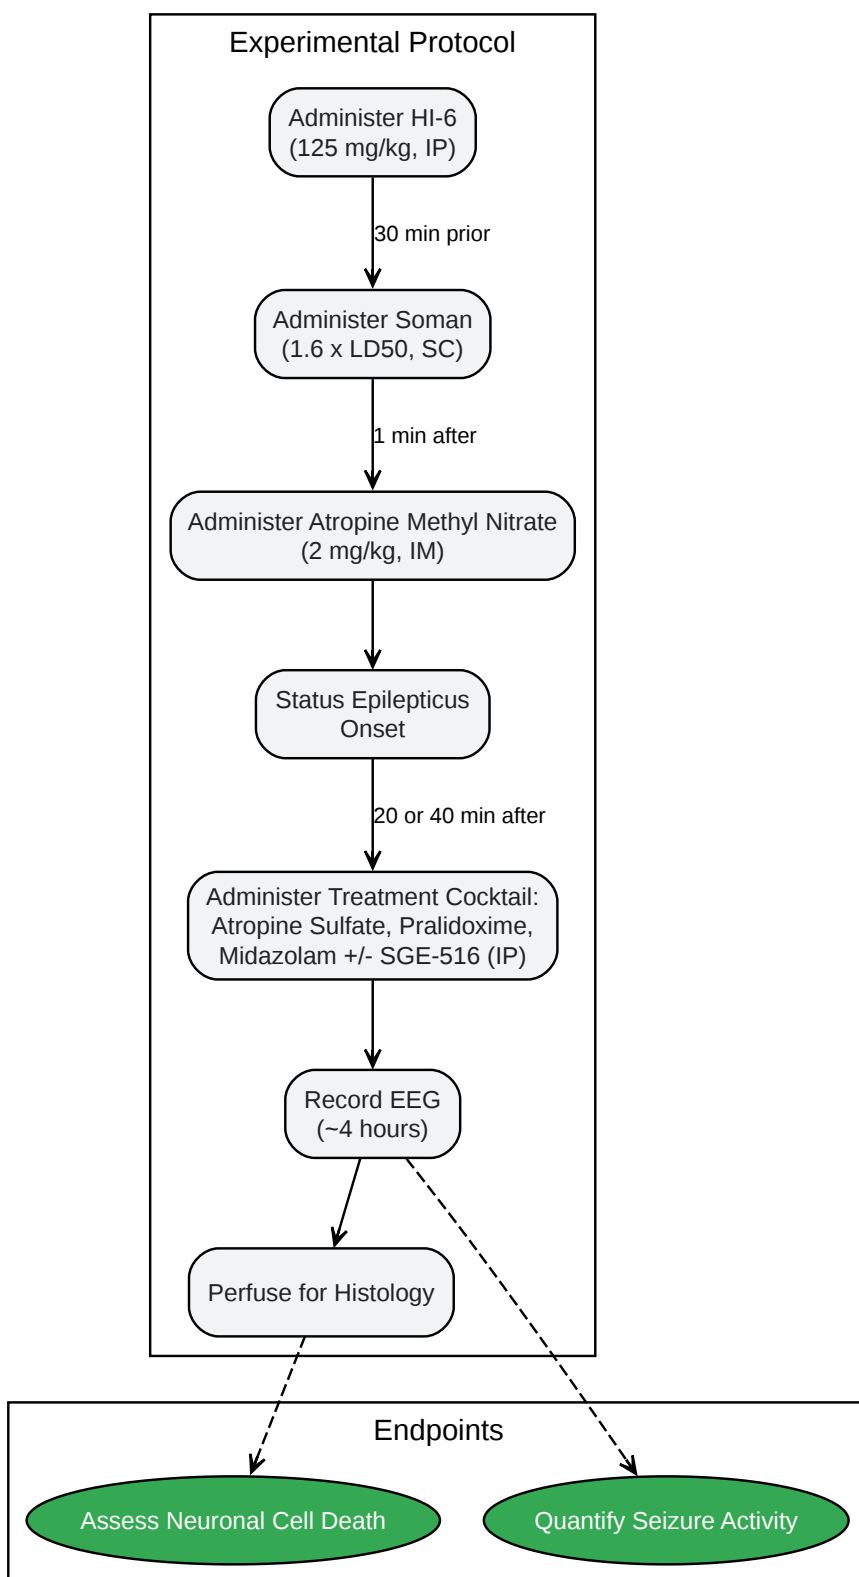 Experimental Protocol
Administer HI-6
(125 mg/kg, IP)
30 min prior
Administer Soman
(1.6 x LD50, SC)
1 min after
Administer Atropine Methyl Nitrate
(2 mg/kg, IM)
Status Epilepticus
Onset
20 or 40 min after
Administer Treatment Cocktail:
Atropine Sulfate, Pralidoxime,
Midazolam +/- SGE-516 (IP)
Record EEG
(~4 hours)
Perfuse for Histology
Endpoints
Assess Neuronal Cell Death
Quantify Seizure Activity